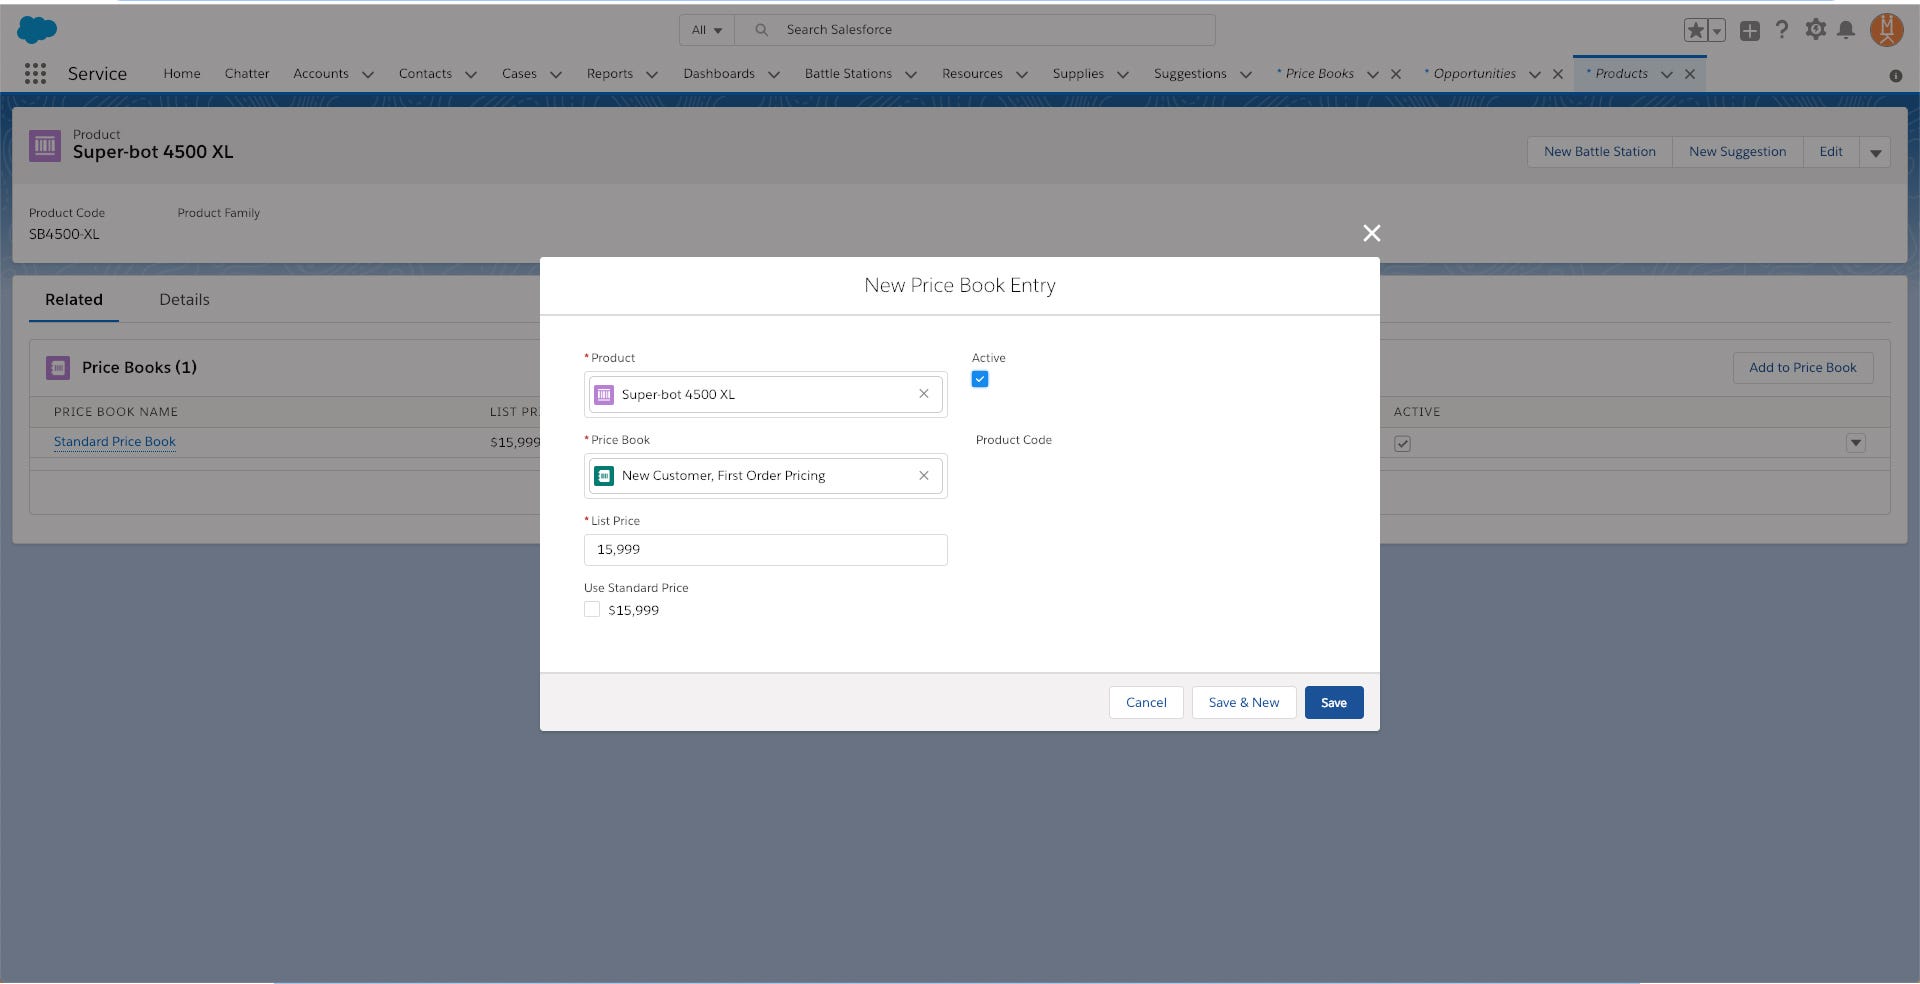 All
Search Salesforce
Service
Home
Chatter
Accounts
Contacts
Cases
Reports
Dashboards
Battle Stations
Resources
Supplies
Suggestions
* Price Books
* Opportunities
* Products
Product
Super-bot 4500 XL
New Battle Station
New Suggestion
Edit
Product Code
Product Family
SB4500-XL
Related
Details
Price Books (1)
Add to Price Book
PRICE BOOK NAME
LIST PR
ACTIVE
Standard Price Book
$15,999
New Price Book Entry
* Product
Super-bot 4500 XL
Active
* Price Book
New Customer, First Order Pricing
Product Code
* List Price
15,999
Use Standard Price
$15,999
Cancel
Save & New
Save